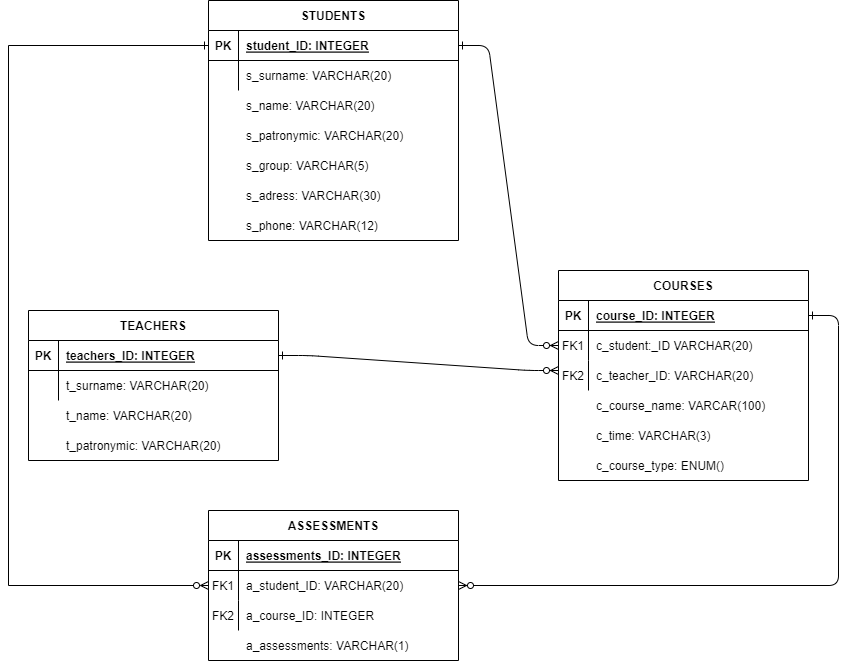 STUDENTS
PK student_ID: INTEGER
s_surname: VARCHAR(20)
s_name: VARCHAR(20)
s_patronymic: VARCHAR(20)
s_group: VARCHAR(5)
s_adress: VARCHAR(30)
s_phone: VARCHAR(12)
COURSES
PK course_ID: INTEGER
FK1 c_student:_ID VARCHAR(20)
FK2 c_teacher_ID: VARCHAR(20)
c_course_name: VARCAR(100)
c_time: VARCHAR(3)
c_course_type: ENUM()
TEACHERS
PK teachers_ID: INTEGER
t_surname: VARCHAR(20)
t_name: VARCHAR(20)
t_patronymic: VARCHAR(20)
ASSESSMENTS
PK assessments_ID: INTEGER
FK1 a_student_ID: VARCHAR(20)
FK2 a_course_ID: INTEGER
a_assessments: VARCHAR(1)